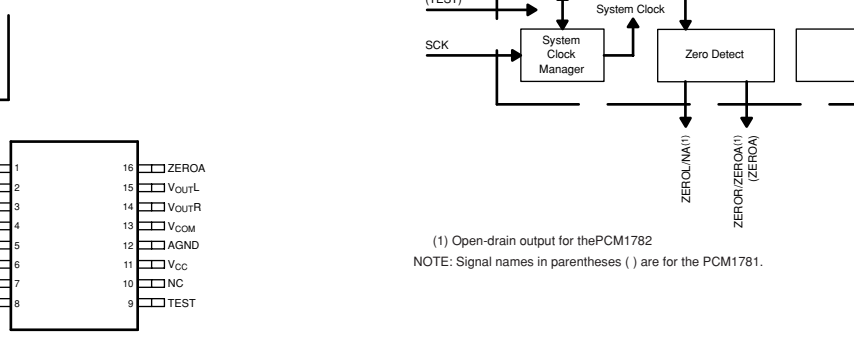 (TEST)
System Clock
SCK
System
Clock
Manager
Zero Detect
ZEROL/NA(1)
ZEROR/ZEROA(1)
(ZEROA)
1 16 ZEROA
2 15 VOUTL
3 14 VOUTR
4 13 VCOM
5 12 AGND
6 11 VCC
7 10 NC
8 9 TEST
(1) Open-drain output for thePCM1782
NOTE: Signal names in parentheses ( ) are for the PCM1781.